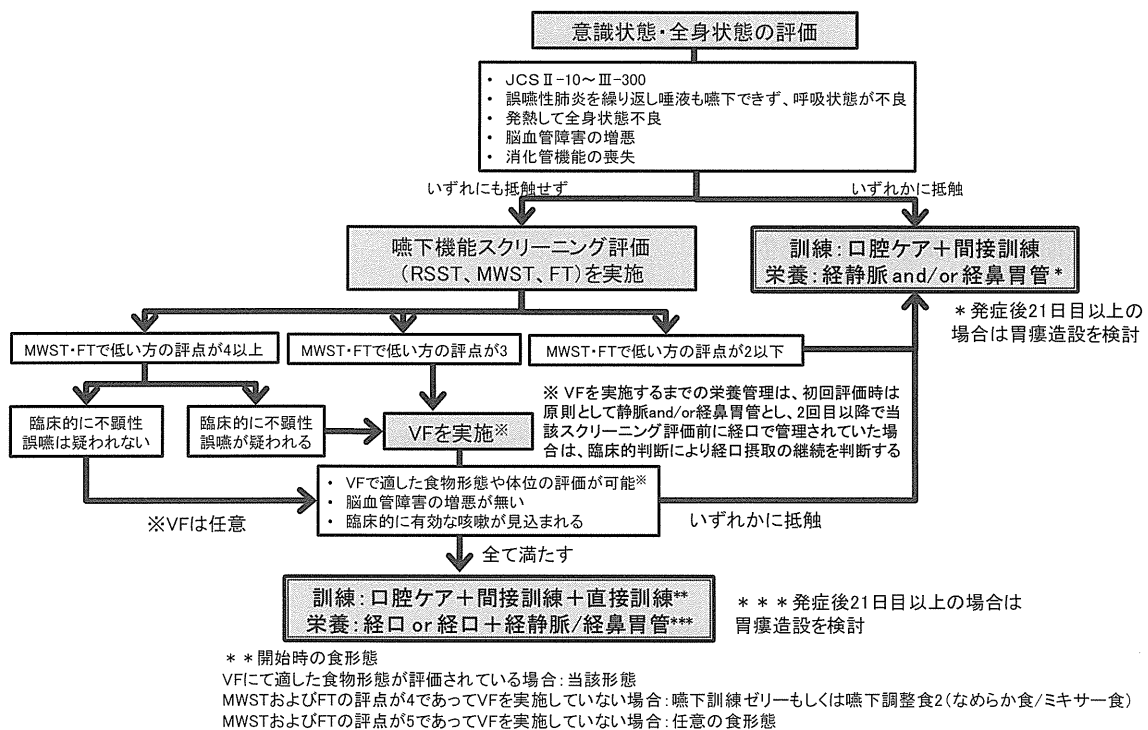 意識状態・全身状態の評価
・ JCSⅡ-10～Ⅲ-300
・ 誤嚥性肺炎を繰り返し唾液も嚥下できず、呼吸状態が不良
・ 発熱して全身状態不良
・ 脳血管障害の増悪
・ 消化管機能の喪失
いずれにも抵触せず
いずれかに抵触
嚥下機能スクリーニング評価
(RSST、MWST、FT)を実施
訓練:口腔ケア+間接訓練
栄養:経静脈and/or経鼻胃管*
*発症後21日目以上の
場合は胃瘻造設を検討
MWST・FTで低い方の評点が4以上
MWST・FTで低い方の評点が3
MWST・FTで低い方の評点が2以下
臨床的に不顕性
誤嚥は疑われない
臨床的に不顕性
誤嚥が疑われる
VFを実施※
※ VFを実施するまでの栄養管理は、初回評価時は
原則として静脈and/or経鼻胃管とし、2回目以降で当
該スクリーニング評価前に経口で管理されていた場
合は、臨床的判断により経口摂取の継続を判断する
・ VFで適した食物形態や体位の評価が可能※
・ 脳血管障害の増悪が無い
・ 臨床的に有効な咳嗽が見込まれる
※VFは任意
いずれかに抵触
全て満たす
訓練:口腔ケア+間接訓練+直接訓練**
栄養:経口or経口+経静脈/経鼻胃管***
***発症後21日目以上の場合は
胃瘻造設を検討
**開始時の食形態
VFにて適した食物形態が評価されている場合:当該形態
MWSTおよびFTの評点が4であってVFを実施していない場合:嚥下訓練ゼリーもしくは嚥下調整食2(なめらか食/ミキサー食)
MWSTおよびFTの評点が5であってVFを実施していない場合:任意の食形態